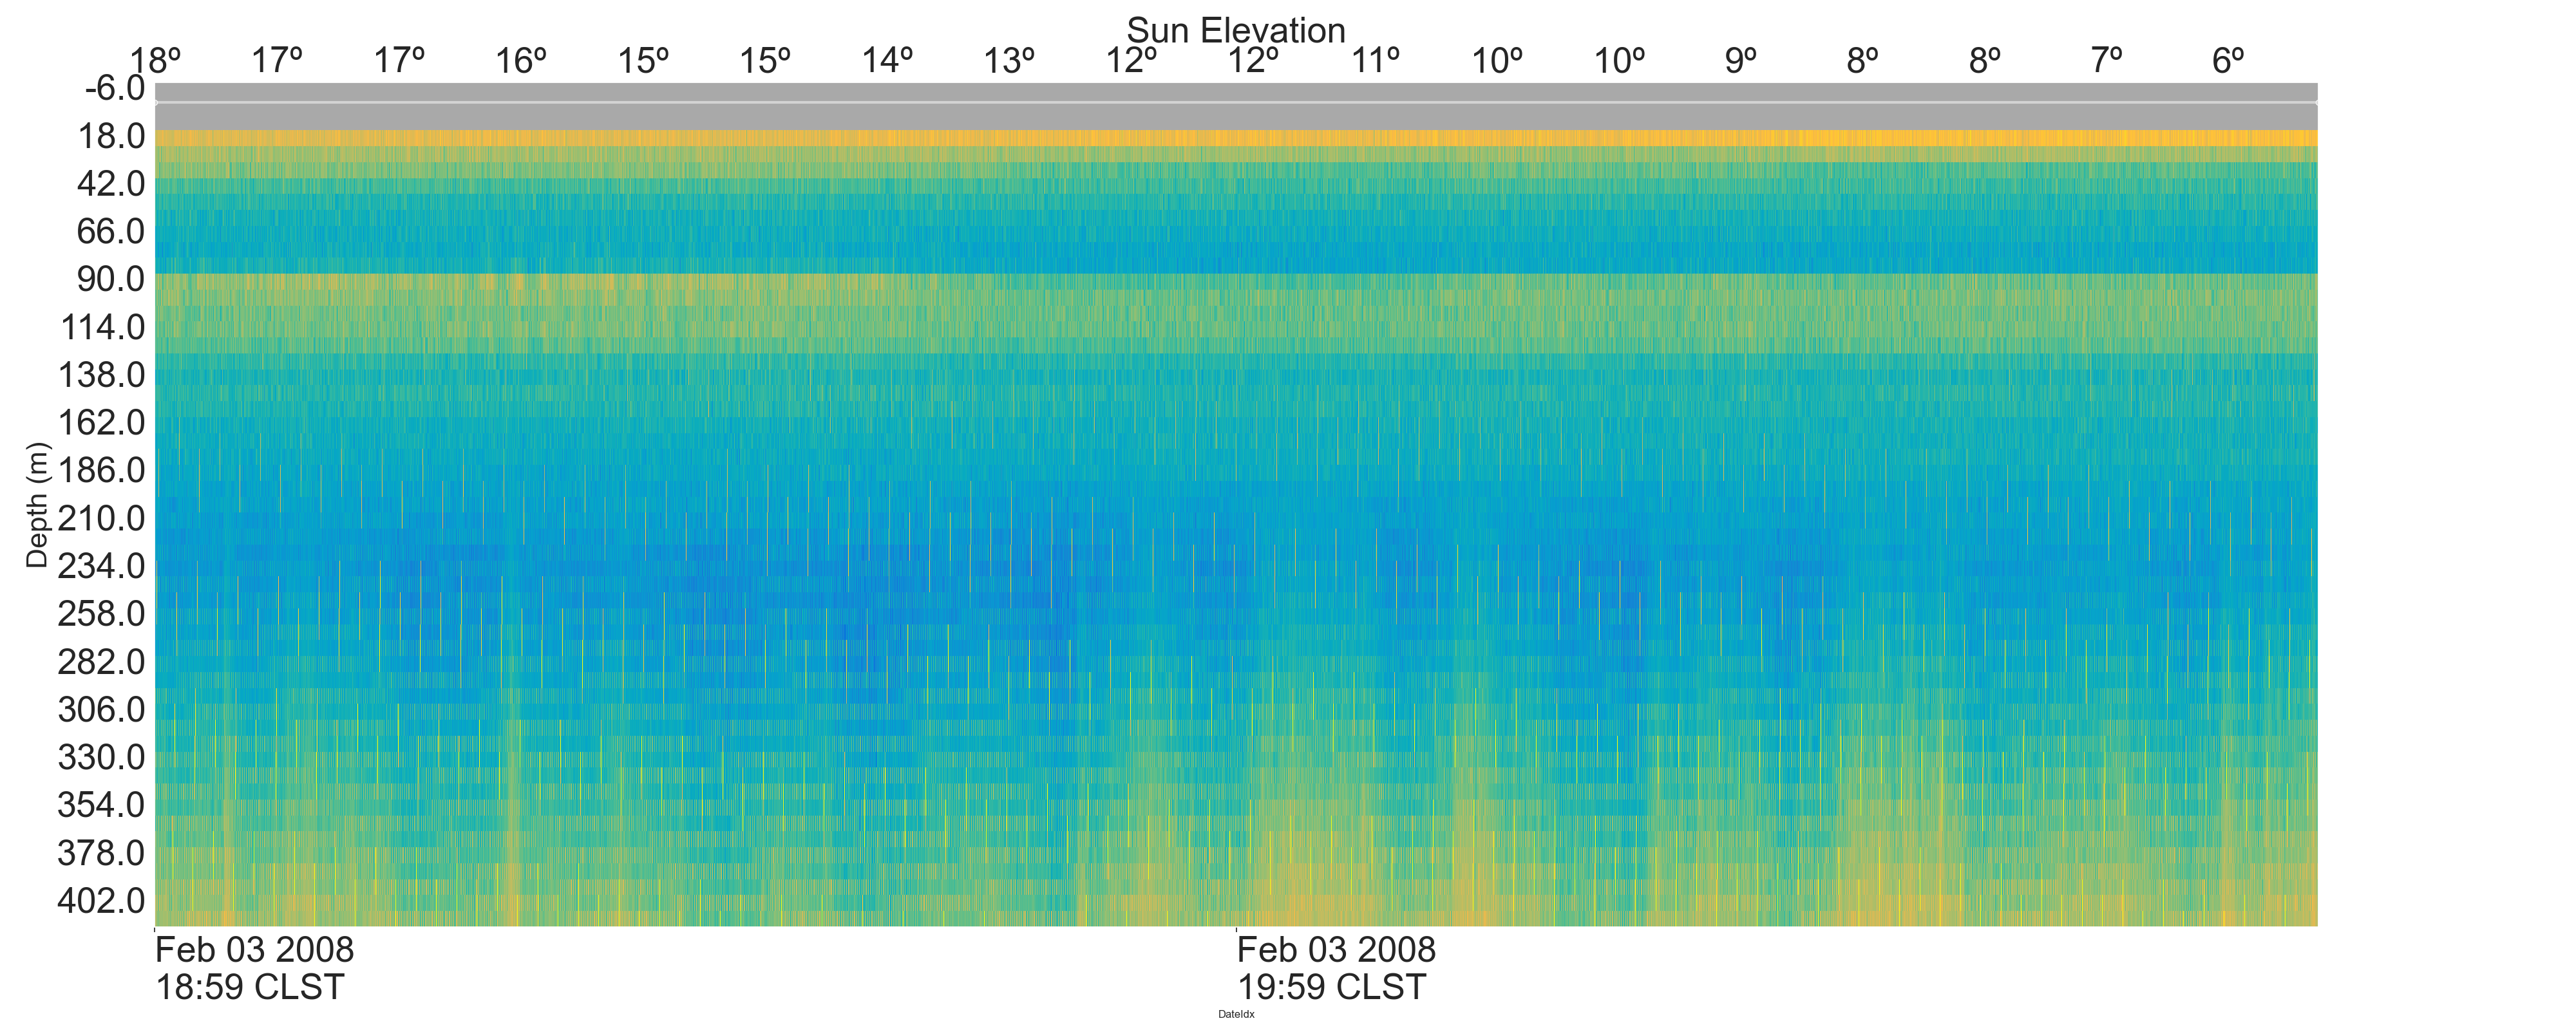 Sun Elevation
18º 17º 17º 16º 15º 15º 14º 13º 12º 12º 11º 10º 10º 9º 8º 8º 7º 6º
-6.0
18.0
42.0
66.0
90.0
114.0
138.0
162.0
186.0
210.0
234.0
258.0
282.0
306.0
330.0
354.0
378.0
402.0
Depth (m)
Feb 03 2008
18:59 CLST
Feb 03 2008
19:59 CLST
DateIdx